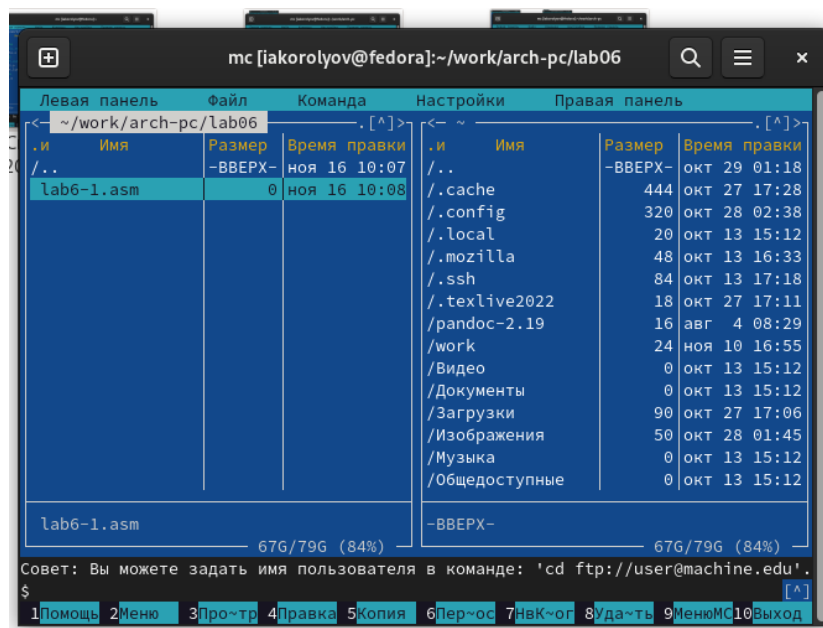 mc [iakorolyov@fedora]:~/work/arch-pc/lab06
Левая панель Файл Команда Настройки Правая панель
<- ~/work/arch-pc/lab06 .[^]>
.и Имя Размер Время правки
/.. -ВВЕРХ- ноя 16 10:07
lab6-1.asm 0 ноя 16 10:08
lab6-1.asm
67G/79G (84%)
<- ~ .[^]>
.и Имя Размер Время правки
/.. -ВВЕРХ- окт 29 01:18
/.cache 444 окт 27 17:28
/.config 320 окт 28 02:38
/.local 20 окт 13 15:12
/.mozilla 48 окт 13 16:33
/.ssh 84 окт 13 17:18
/.texlive2022 18 окт 27 17:11
/pandoc-2.19 16 авг 4 08:29
/work 24 ноя 10 16:55
/Видео 0 окт 13 15:12
/Документы 0 окт 13 15:12
/Загрузки 90 окт 27 17:06
/Изображения 50 окт 28 01:45
/Музыка 0 окт 13 15:12
/Общедоступные 0 окт 13 15:12
-ВВЕРХ-
67G/79G (84%)
Совет: Вы можете задать имя пользователя в команде: 'cd ftp://user@machine.edu'.
$ [^]
1Помощь 2Меню 3Про~тр 4Правка 5Копия 6Пер~ос 7НвК~ог 8Уда~ть 9МенюМС 10Выход